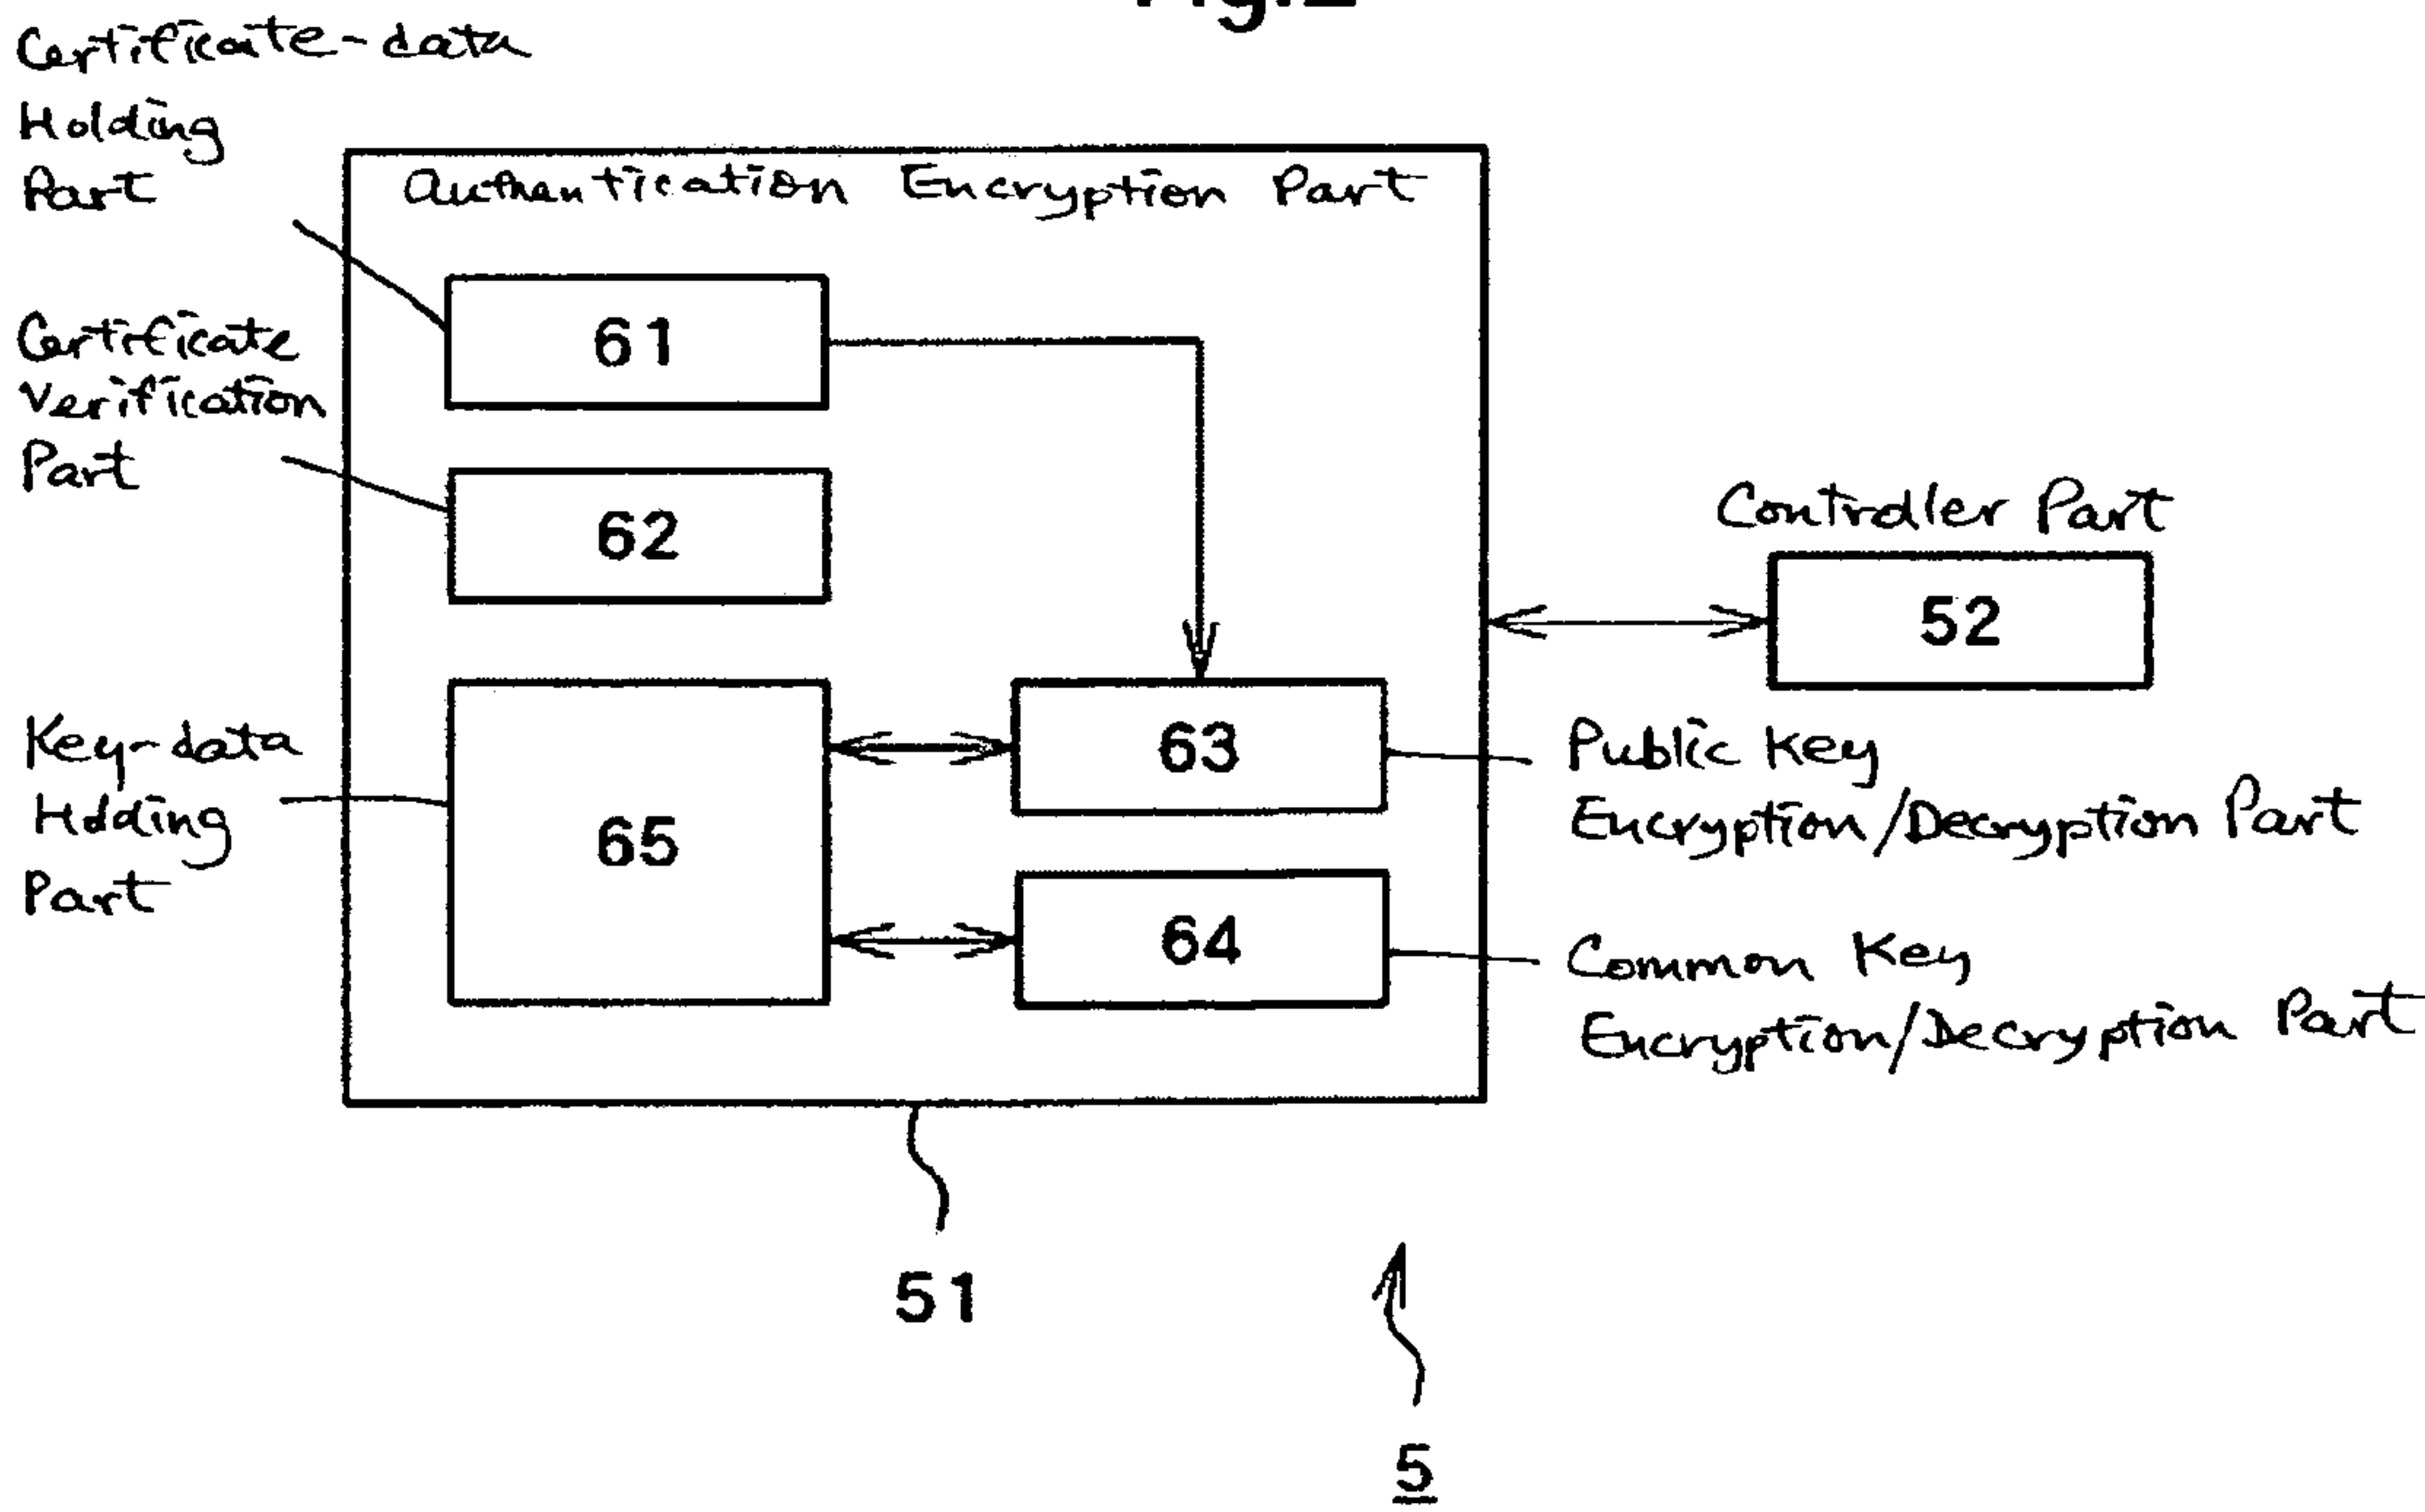 Certificate-data
Holding
Part
Authentication Encryption Part
61
Certificate
Verification
Part
62
Controller Part
52
Key-data
Holding
Part
65
63
Public Key
Encryption/Decryption Part
64
Common Key
Encryption/Decryption Part
51
5